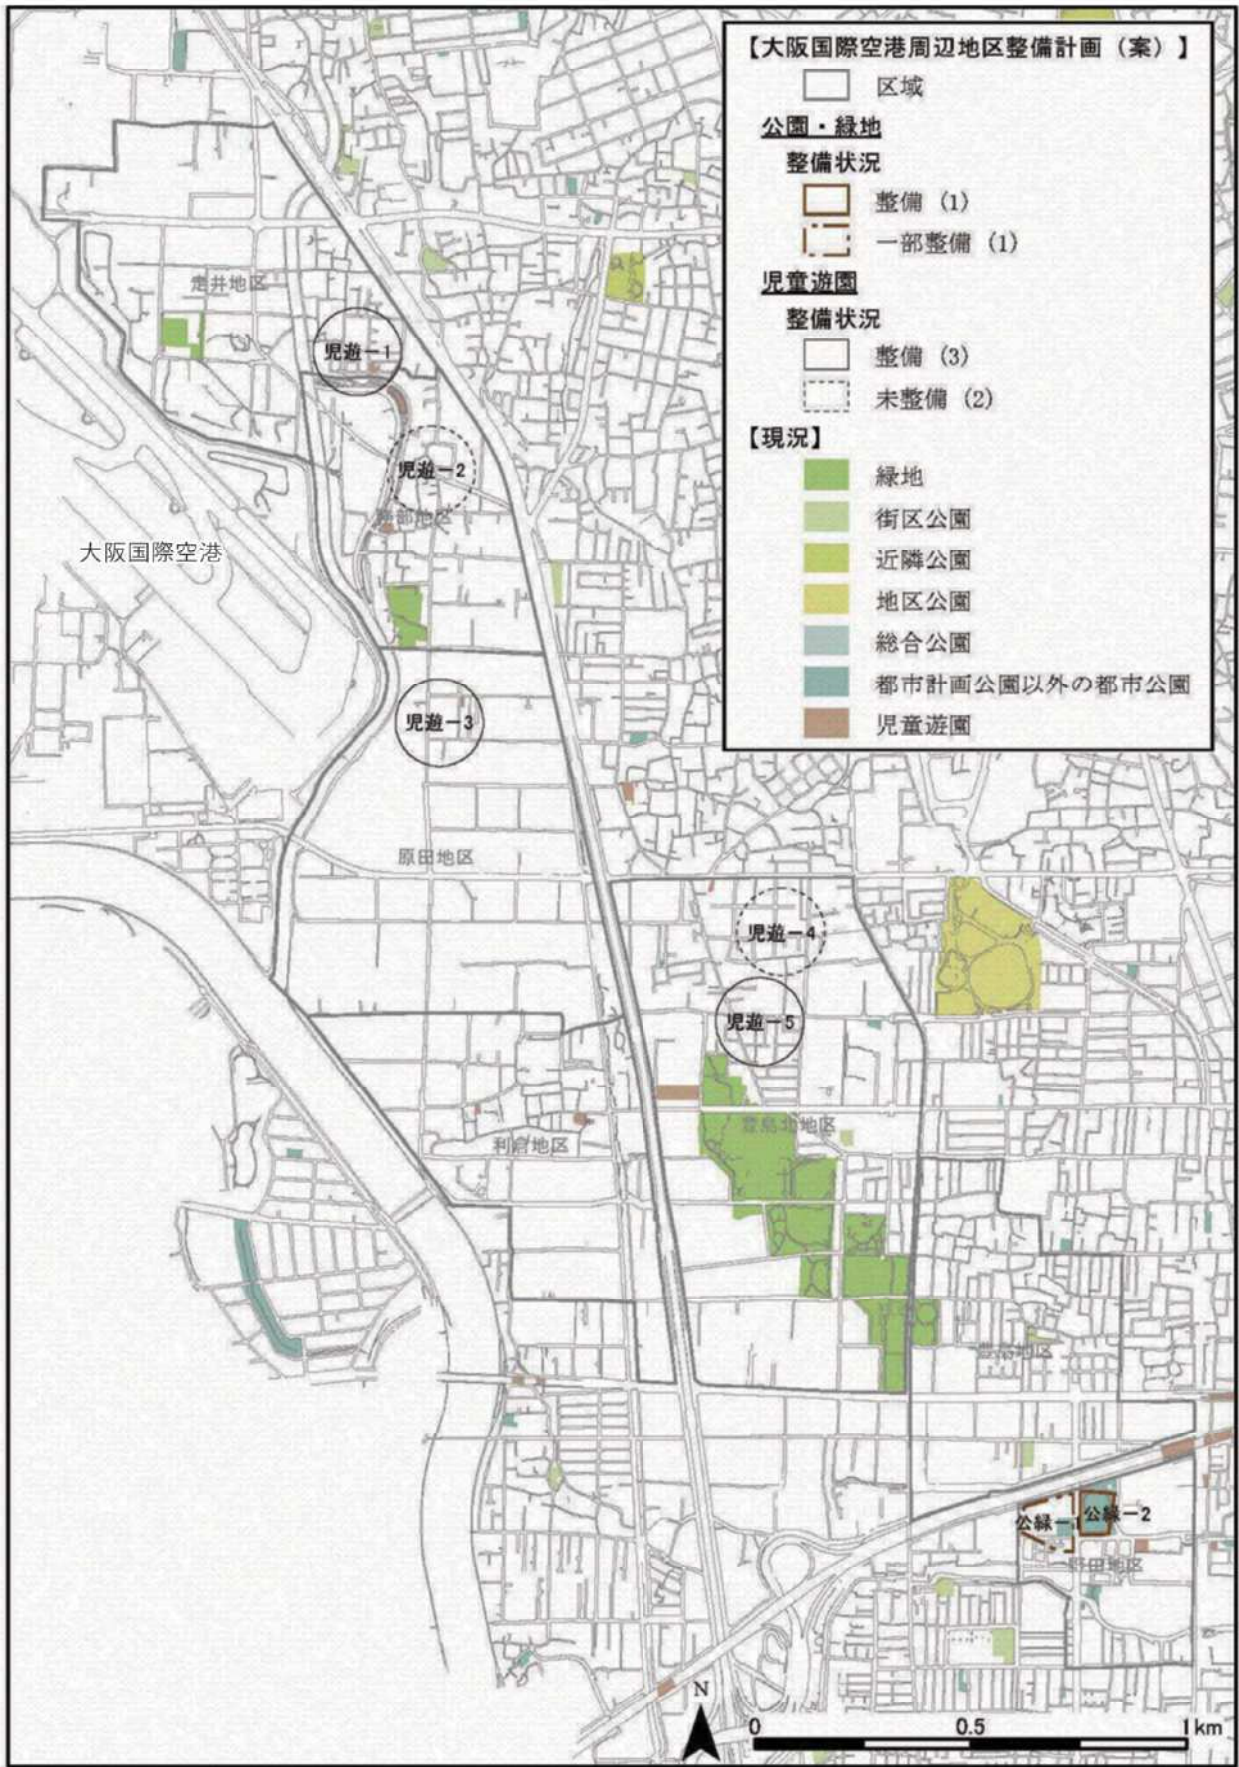 【大阪国際空港周辺地区整備計画（案）】
区域
公園・緑地
整備状況
整備（1）
一部整備（1）
児童遊園
整備状況
整備（3）
未整備（2）
【現況】
緑地
街区公園
近隣公園
地区公園
総合公園
都市計画公園以外の都市公園
児童遊園
走井地区
児遊－1
児遊－2
勝部地区
大阪国際空港
児遊－3
原田地区
児遊－4
児遊－5
豊島北地区
利倉地区
公緑－1
公緑－2
野田地区
N
0
0.5
1km